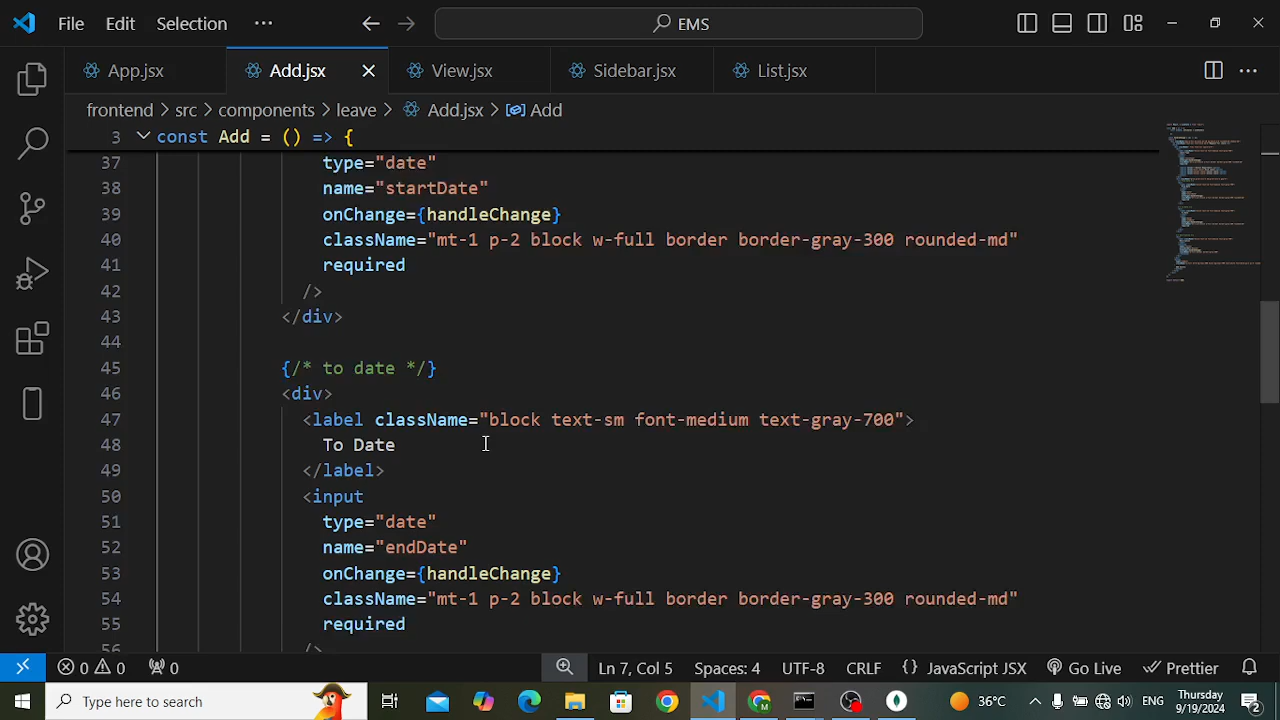 File Edit Selection ··· EMS
App.jsx Add.jsx View.jsx Sidebar.jsx List.jsx
frontend > src > components > leave > Add.jsx > Add
3 const Add = () => {
37 type="date"
38 name="startDate"
39 onChange={handleChange}
40 className="mt-1 p-2 block w-full border border-gray-300 rounded-md"
41 required
42 />
43 </div>
44
45 {/* to date */}
46 <div>
47 <label className="block text-sm font-medium text-gray-700">
48 To Date
49 </label>
50 <input
51 type="date"
52 name="endDate"
53 onChange={handleChange}
54 className="mt-1 p-2 block w-full border border-gray-300 rounded-md"
55 required
56 />
0 0 0 Ln 7, Col 5 Spaces: 4 UTF-8 CRLF {} JavaScript JSX Go Live Prettier
Type here to search 36°C ENG Thursday
9/19/2024 2